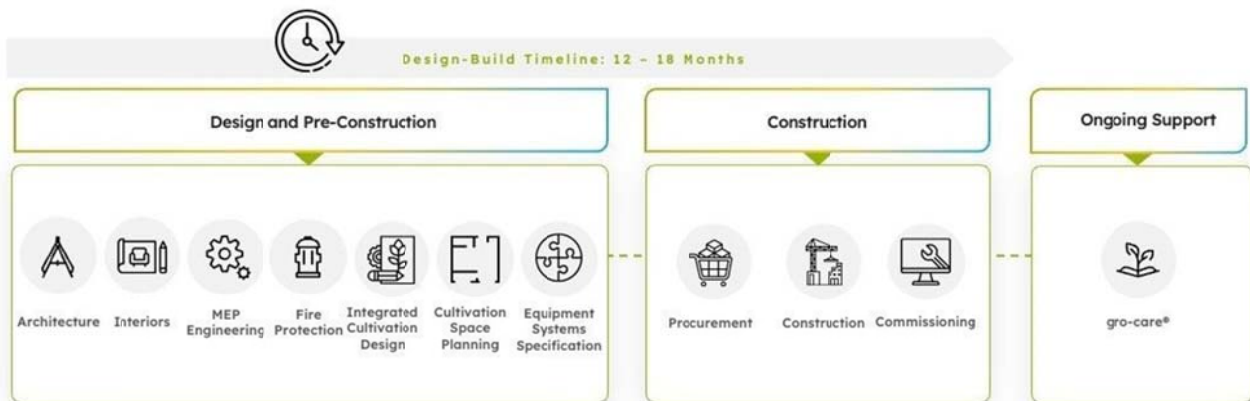 Design-Build Timeline: 12 – 18 Months
Design and Pre-Construction
Construction
Ongoing Support
Architecture
Interiors
MEP
Engineering
Fire
Protection
Integrated
Cultivation
Design
Cultivation
Space
Planning
Equipment
Systems
Specification
Procurement
Construction
Commissioning
gro-care®